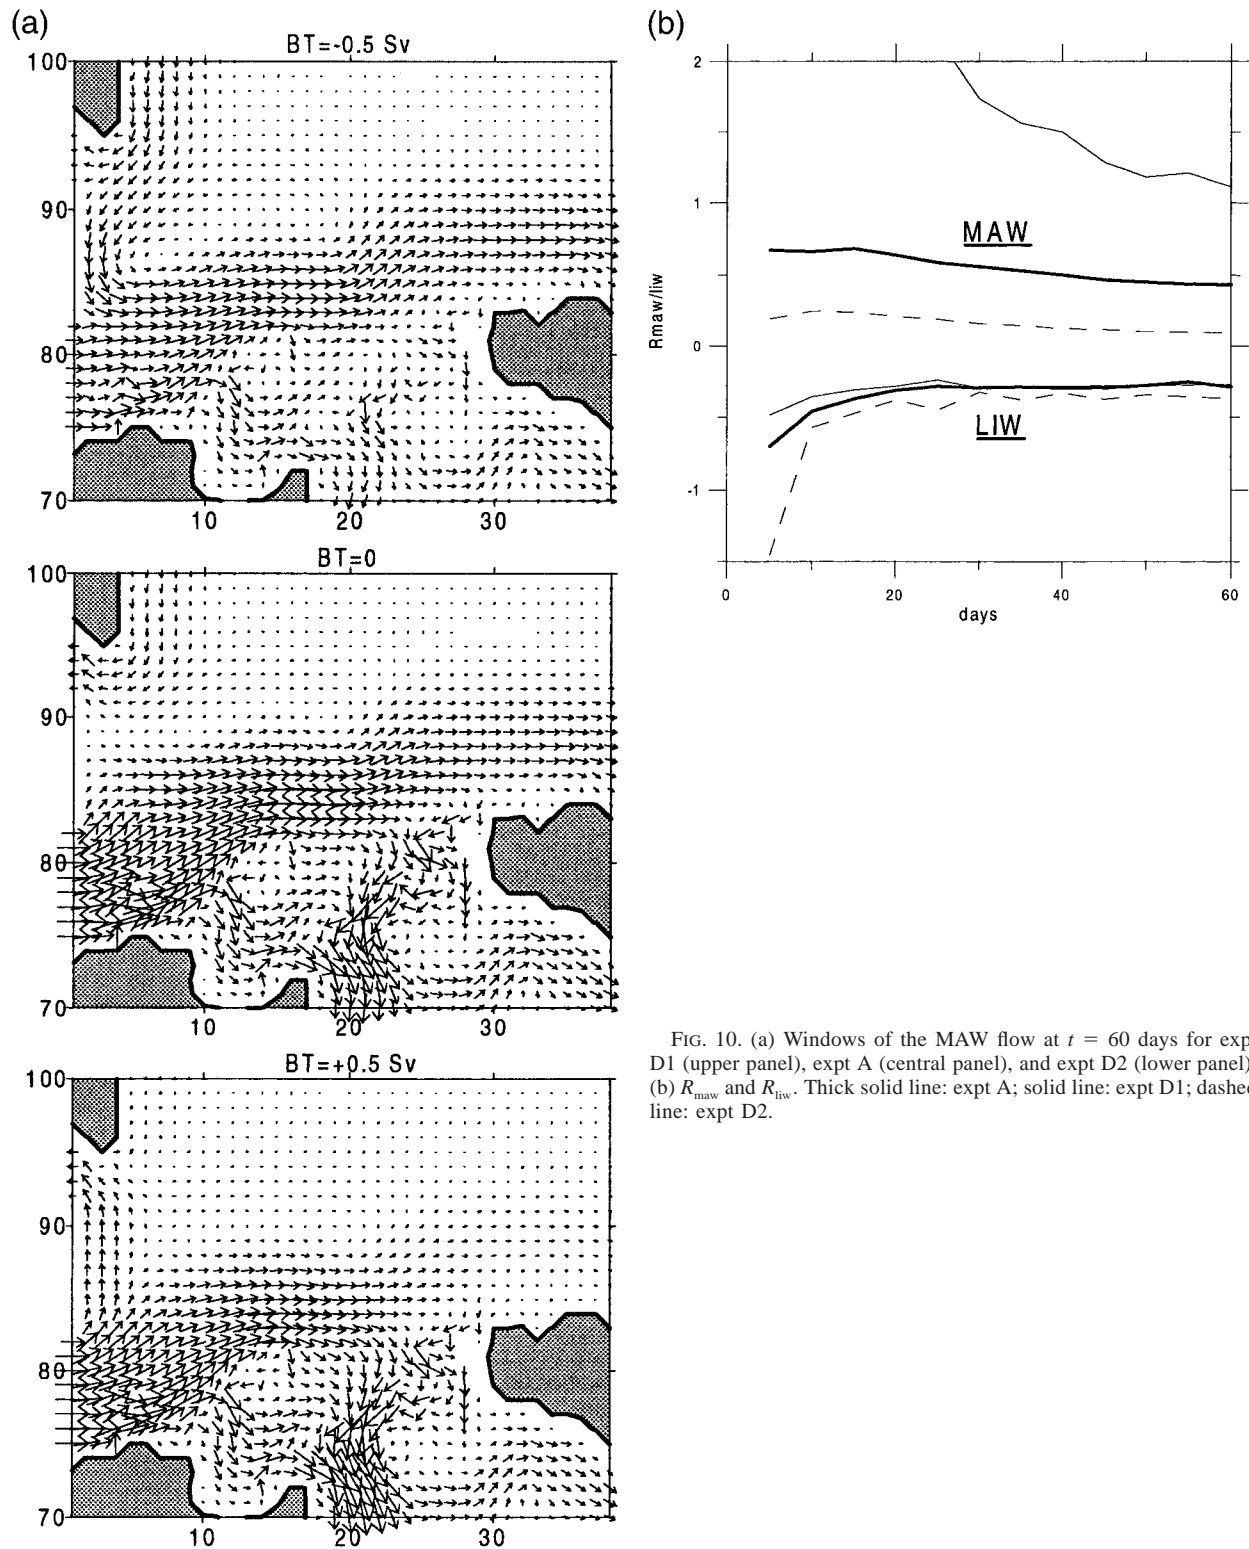 (a)
BT=-0.5 Sv
100
90
80
70
10
20
30
BT=0
100
90
80
70
10
20
30
BT=+0.5 Sv
100
90
80
70
10
20
30
(b)
2
1
0
-1
Rmaw/liw
MAW
LIW
0
20
40
60
days
FIG. 10. (a) Windows of the MAW flow at t = 60 days for exp
D1 (upper panel), expt A (central panel), and expt D2 (lower panel)
(b) Rmaw and Rliw. Thick solid line: expt A; solid line: expt D1; dashe
line: expt D2.